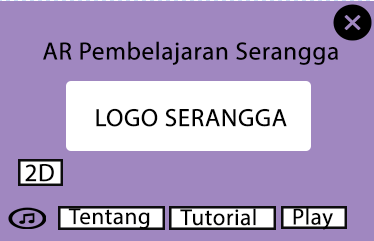 AR Pembelajaran Serangga
LOGO SERANGGA
2D
Tentang Tutorial Play